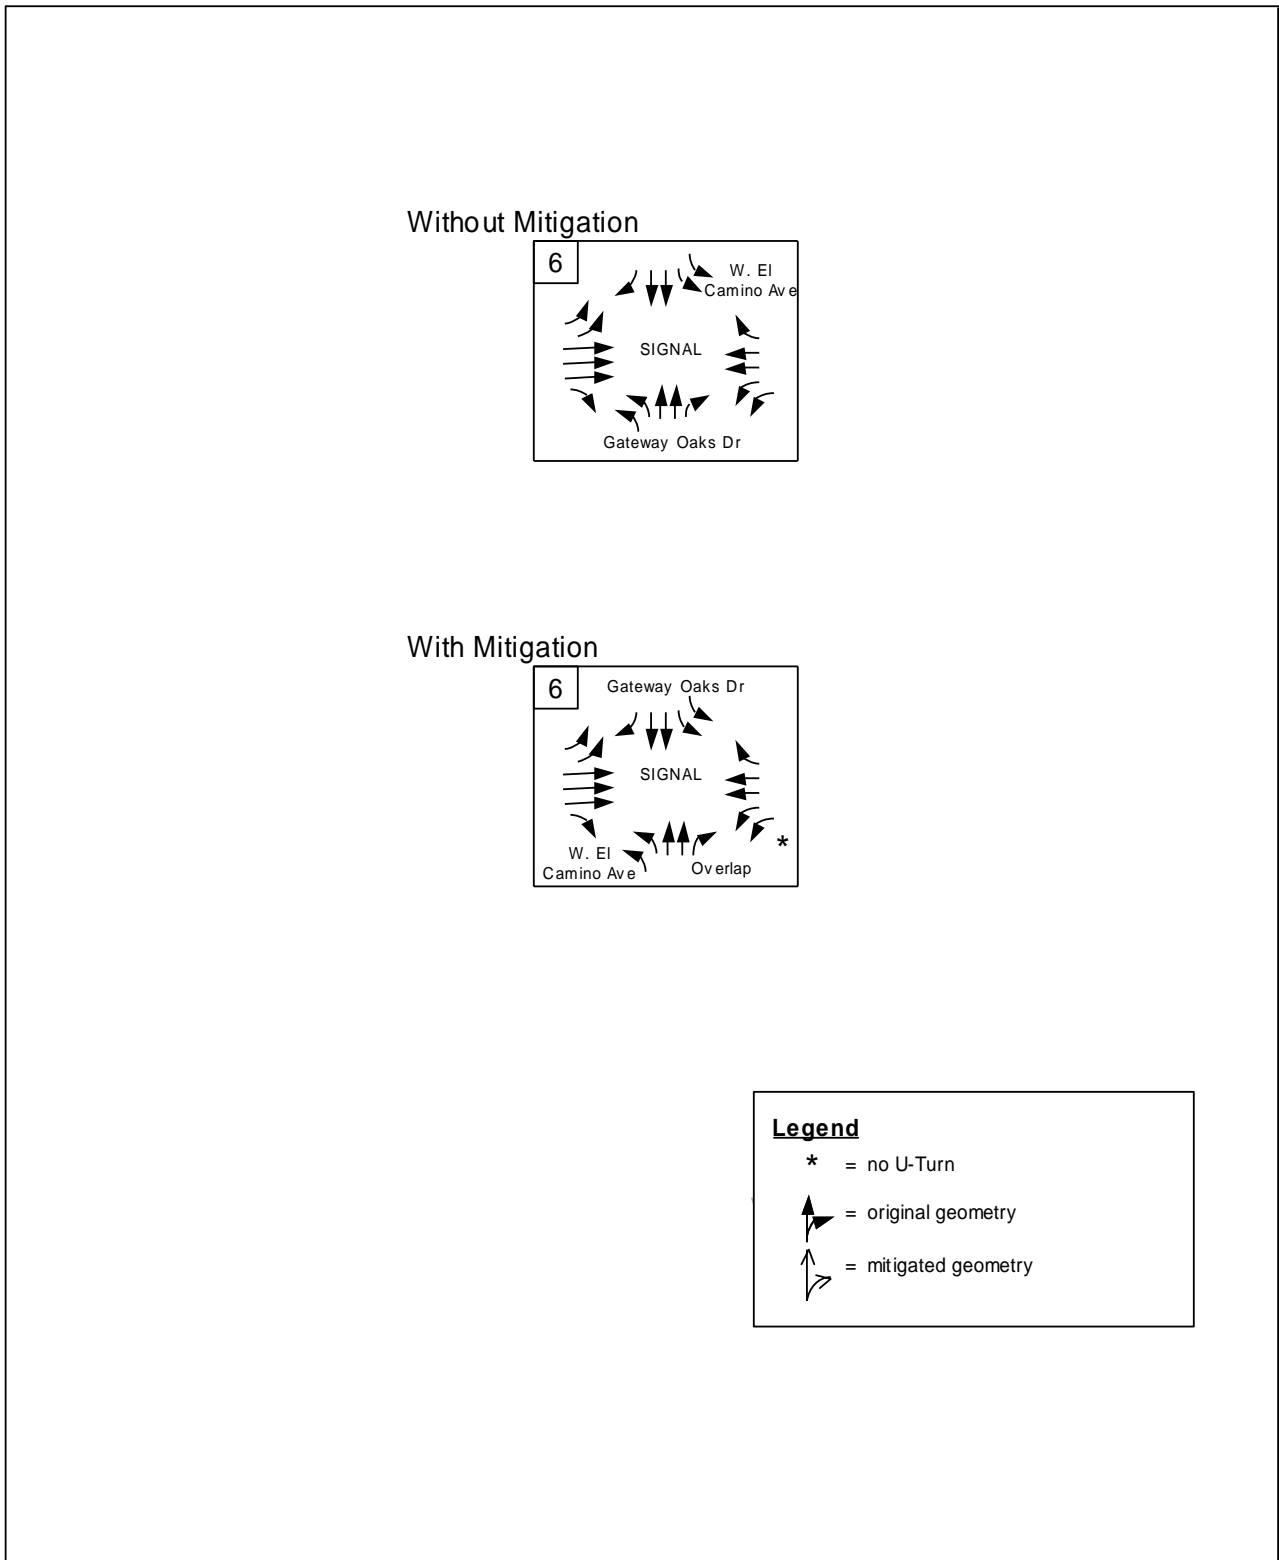 Without Mitigation
6
W. El
Camino Ave
SIGNAL
Gateway Oaks Dr
With Mitigation
6
Gateway Oaks Dr
SIGNAL
*
W. El
Camino Ave
Overlap
Legend
* = no U-Turn
= original geometry
= mitigated geometry